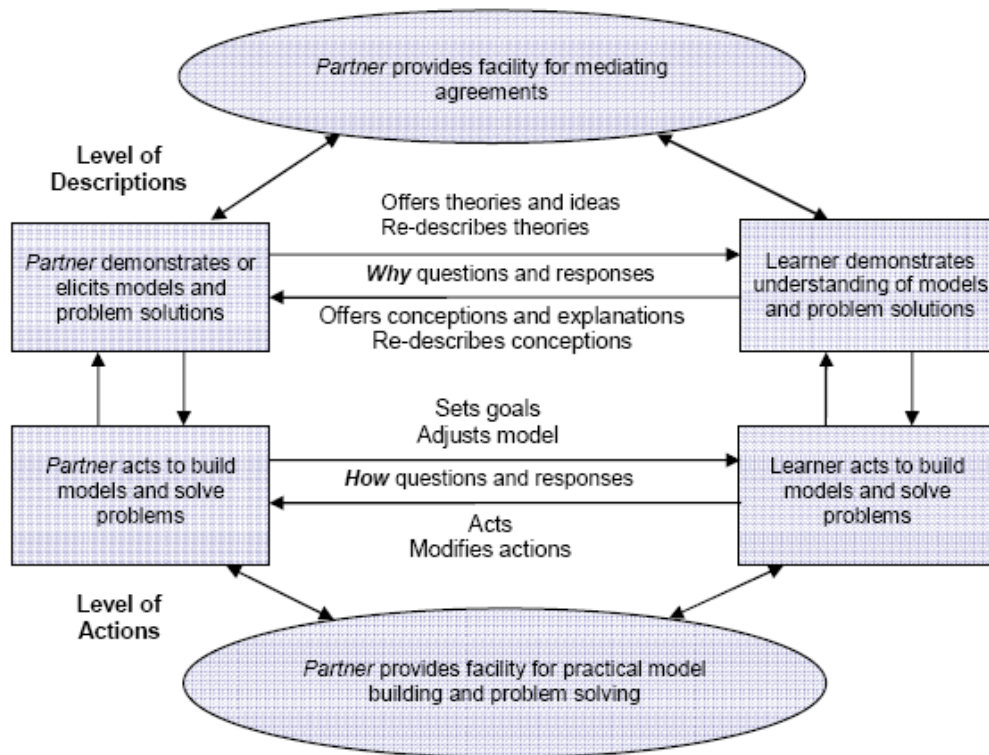 Partner provides facility for mediating
agreements
Level of
Descriptions
Offers theories and ideas
Re-describes theories
Partner demonstrates or
elicits models and
problem solutions
Why questions and responses
Learner demonstrates
understanding of models
and problem solutions
Offers conceptions and explanations
Re-describes conceptions
Sets goals
Adjusts model
Partner acts to build
models and solve
problems
How questions and responses
Learner acts to build
models and solve
problems
Acts
Modifies actions
Level of
Actions
Partner provides facility for practical model
building and problem solving